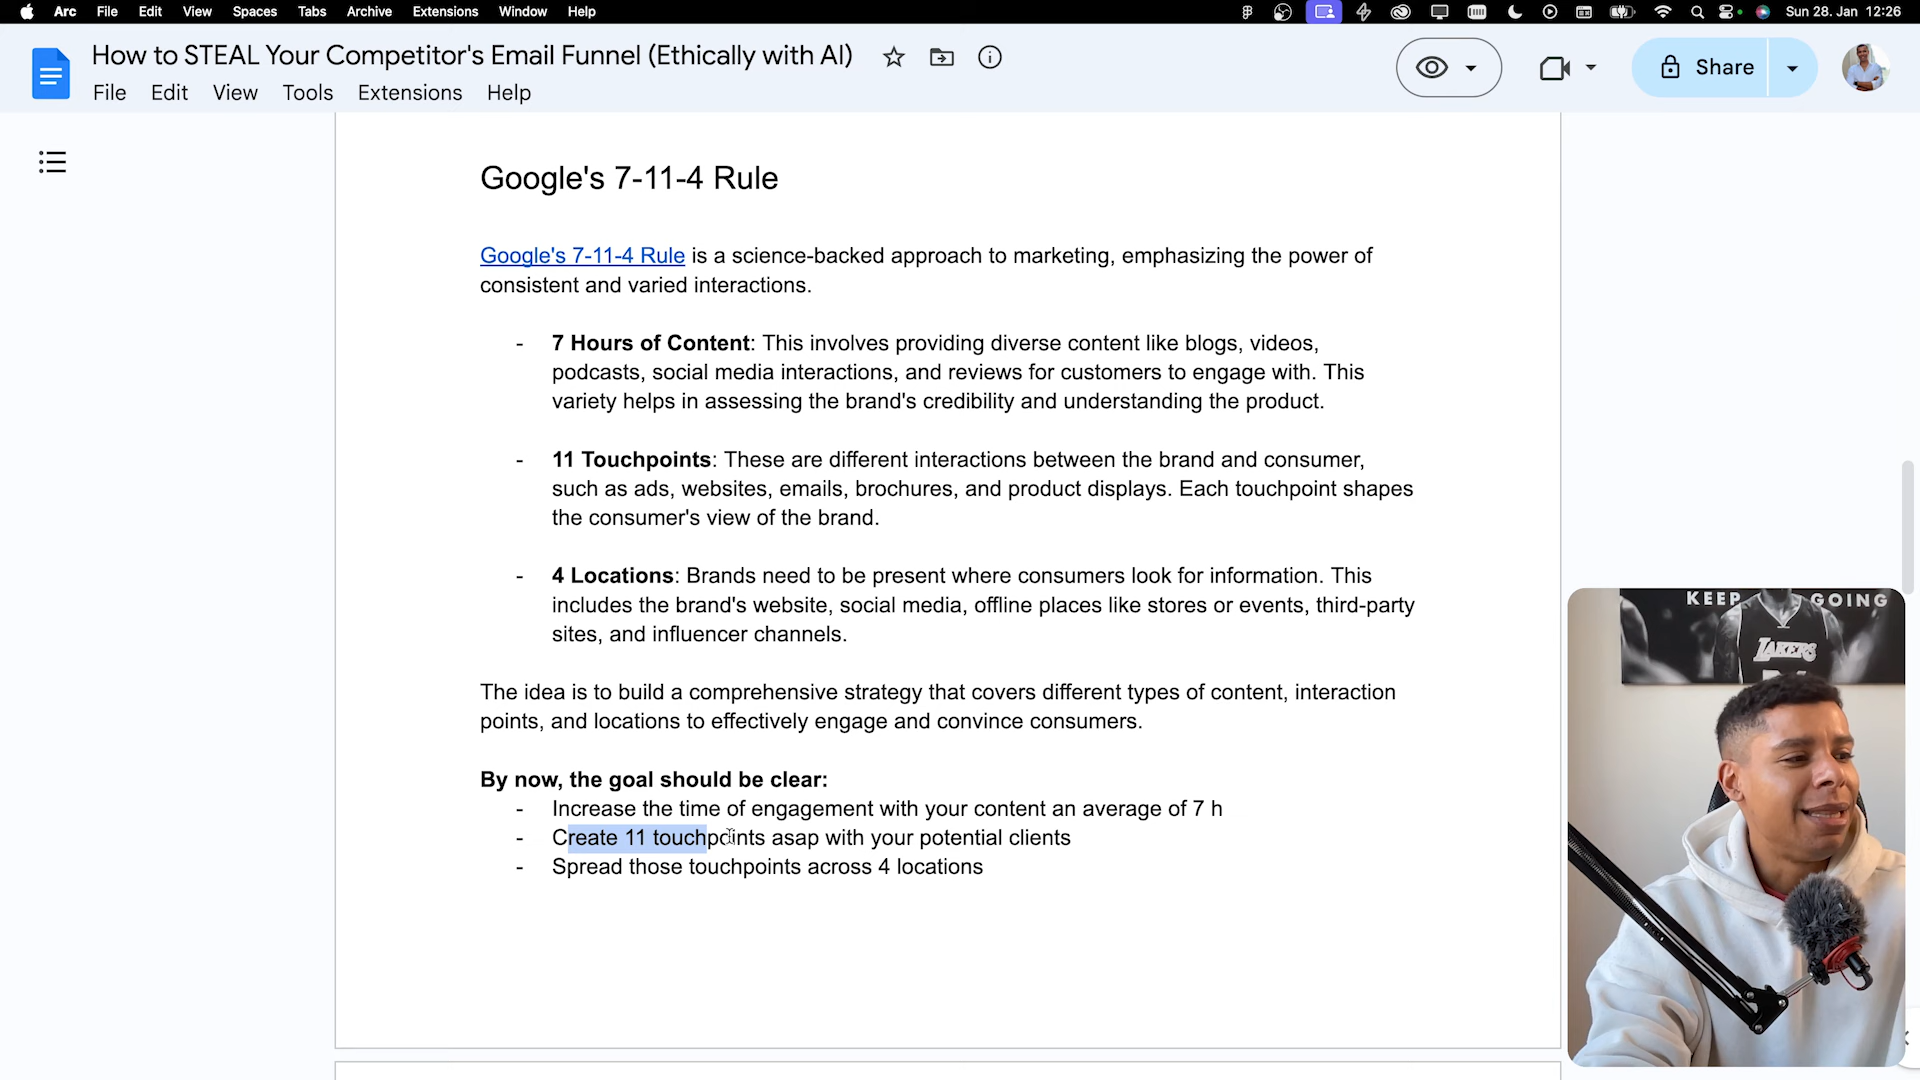 Arc File Edit View Spaces Tabs Archive Extensions Window Help Sun 28. Jan 12:26
How to STEAL Your Competitor's Email Funnel (Ethically with AI)
File Edit View Tools Extensions Help
Share
Google's 7-11-4 Rule
Google's 7-11-4 Rule is a science-backed approach to marketing, emphasizing the power of
consistent and varied interactions.
- 7 Hours of Content: This involves providing diverse content like blogs, videos,
podcasts, social media interactions, and reviews for customers to engage with. This
variety helps in assessing the brand's credibility and understanding the product.
- 11 Touchpoints: These are different interactions between the brand and consumer,
such as ads, websites, emails, brochures, and product displays. Each touchpoint shapes
the consumer's view of the brand.
- 4 Locations: Brands need to be present where consumers look for information. This
includes the brand's website, social media, offline places like stores or events, third-party
sites, and influencer channels.
The idea is to build a comprehensive strategy that covers different types of content, interaction
points, and locations to effectively engage and convince consumers.
By now, the goal should be clear:
- Increase the time of engagement with your content an average of 7 h
- Create 11 touchpoints asap with your potential clients
- Spread those touchpoints across 4 locations
KEEP GOING
LAKERS